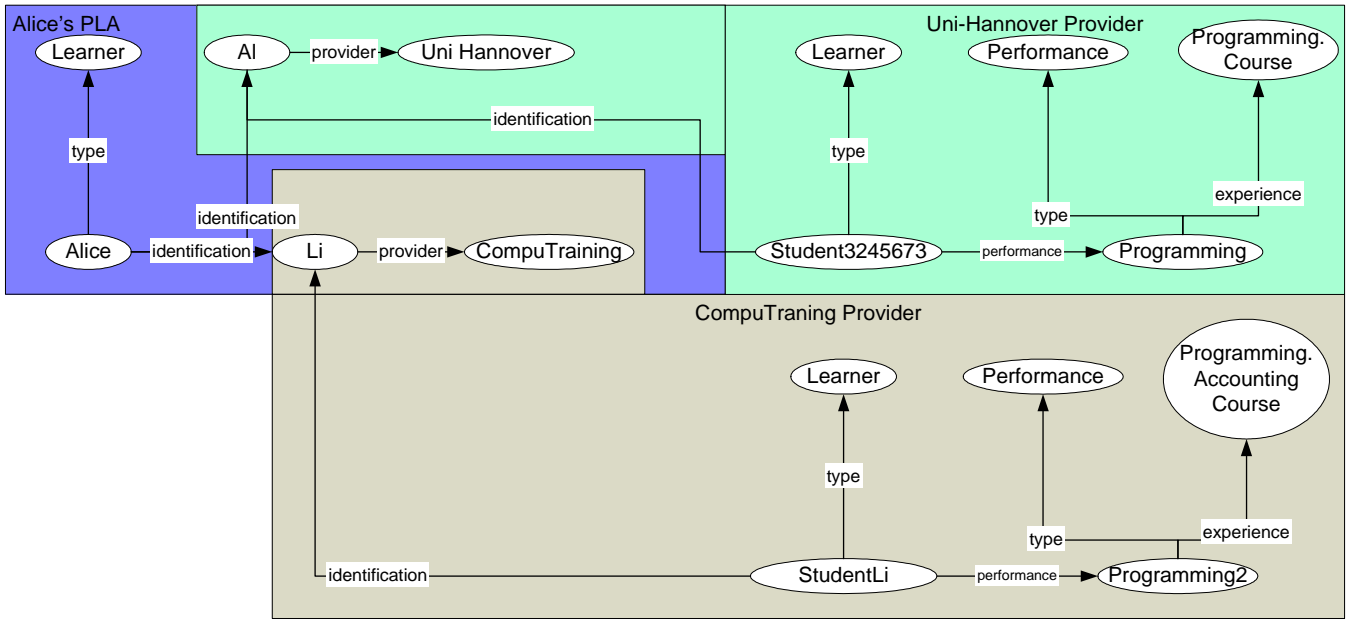 Alice's PLA
Uni-Hannover Provider
Learner
Al
provider
Uni Hannover
Learner
Performance
Programming.
Course
identification
type
type
experience
identification
type
Alice
identification
Li
provider
CompuTraining
Student3245673
performance
Programming
CompuTraning Provider
Learner
Performance
Programming.
Accounting
Course
type
type
experience
identification
StudentLi
performance
Programming2